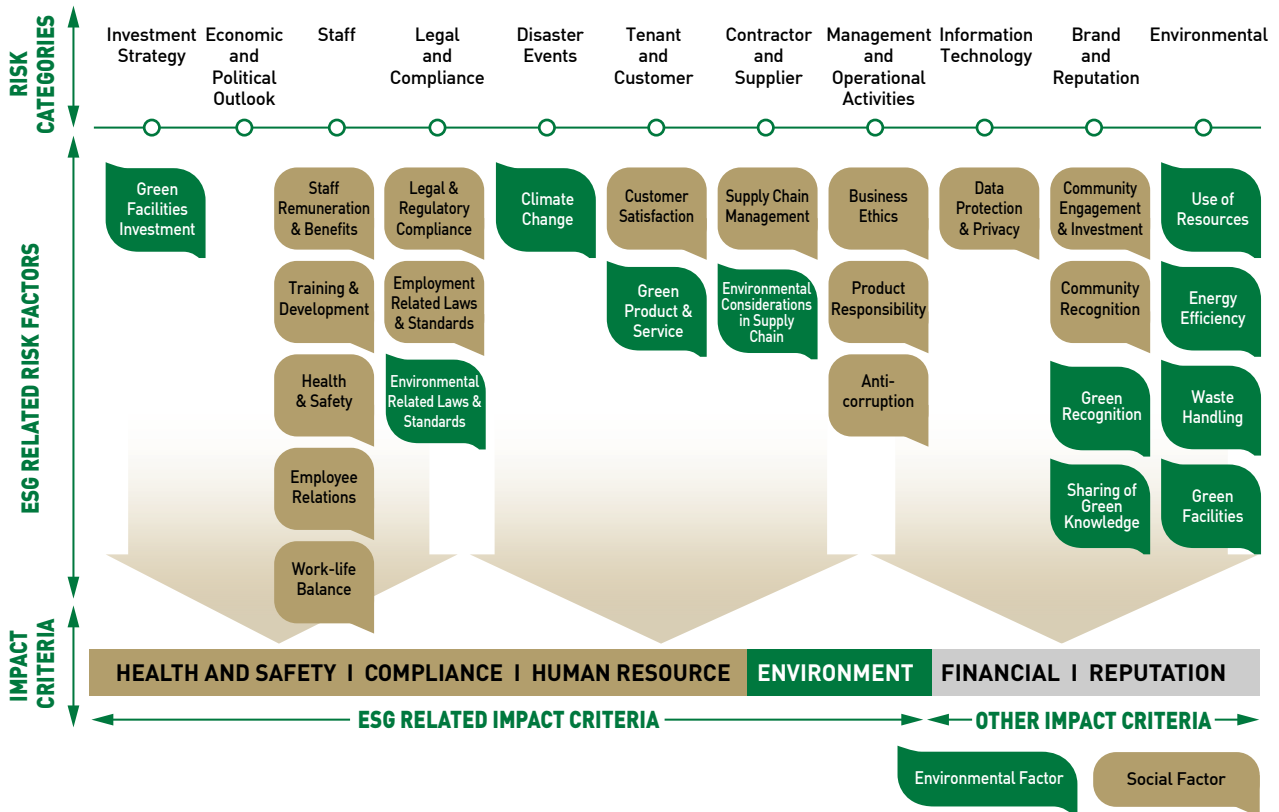 RISK
CATEGORIES
Investment
Strategy
Economic
and
Political
Outlook
Staff
Legal
and
Compliance
Disaster
Events
Tenant
and
Customer
Contractor
and
Supplier
Management
and
Operational
Activities
Information
Technology
Brand
and
Reputation
Environmental
ESG RELATED RISK FACTORS
Green
Facilities
Investment
Staff
Remuneration
& Benefits
Training &
Development
Health
& Safety
Employee
Relations
Work-life
Balance
Legal &
Regulatory
Compliance
Employment
Related Laws
& Standards
Environmental
Related Laws &
Standards
Climate
Change
Customer
Satisfaction
Green
Product &
Service
Supply Chain
Management
Environmental
Considerations
in Supply
Chain
Business
Ethics
Product
Responsibility
Anti-
corruption
Data
Protection
& Privacy
Community
Engagement
& Investment
Community
Recognition
Green
Recognition
Sharing of
Green
Knowledge
Use of
Resources
Energy
Efficiency
Waste
Handling
Green
Facilities
IMPACT
CRITERIA
HEALTH AND SAFETY I COMPLIANCE I HUMAN RESOURCE ENVIRONMENT FINANCIAL I REPUTATION
ESG RELATED IMPACT CRITERIA OTHER IMPACT CRITERIA
Environmental Factor Social Factor